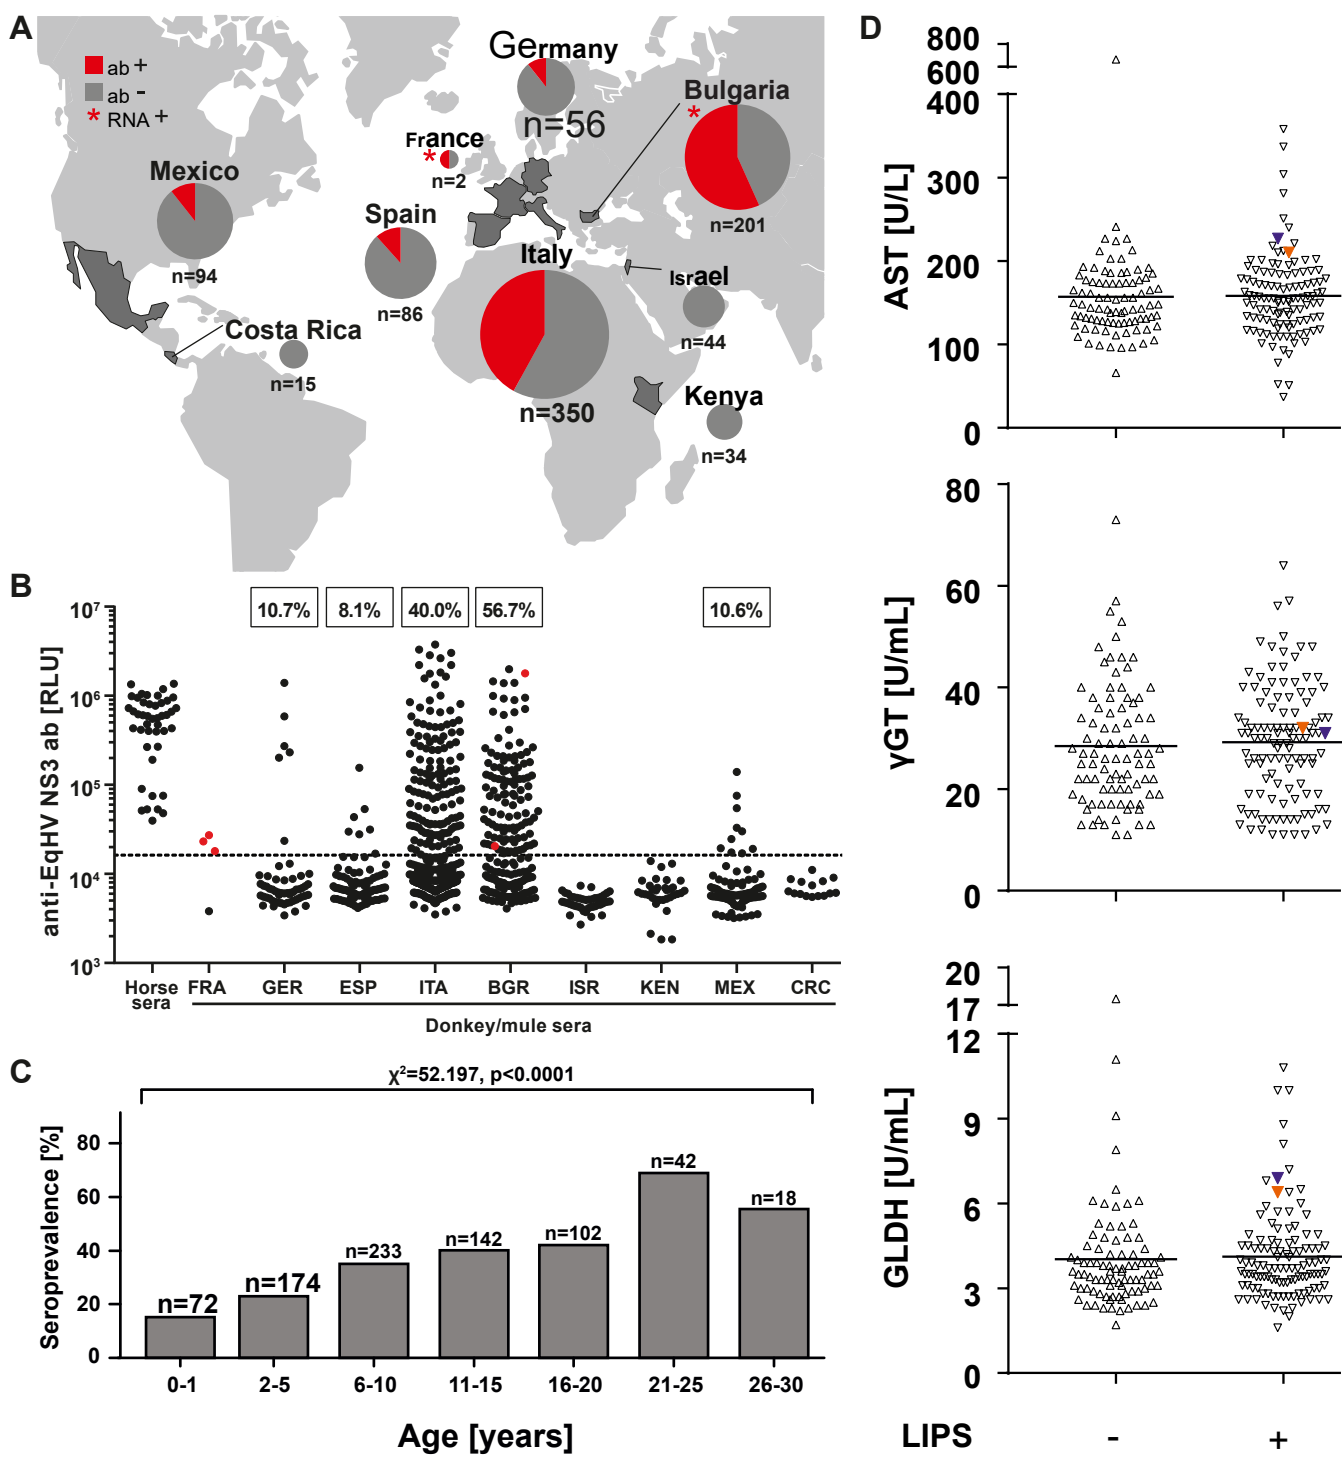 A
ab +
ab -
* RNA +
Mexico
n=94
Costa Rica
n=15
Germany
n=56
France
*
n=2
Spain
n=86
Italy
n=350
Bulgaria
*
n=201
Israel
n=44
Kenya
n=34
B
10.7% 8.1% 40.0% 56.7% 10.6%
anti-EqHV NS3 ab [RLU]
10⁷
10⁶
10⁵
10⁴
10³
Horse sera FRA GER ESP ITA BGR ISR KEN MEX CRC
Donkey/mule sera
C
χ²=52.197, p<0.0001
Seroprevalence [%]
80
60
40
20
0
n=72 n=174 n=233 n=142 n=102 n=42 n=18
0-1 2-5 6-10 11-15 16-20 21-25 26-30
Age [years]
D
AST [U/L]
800
600
400
300
200
100
0
γGT [U/mL]
80
60
40
20
0
GLDH [U/mL]
20
17
12
9
6
3
0
LIPS - +